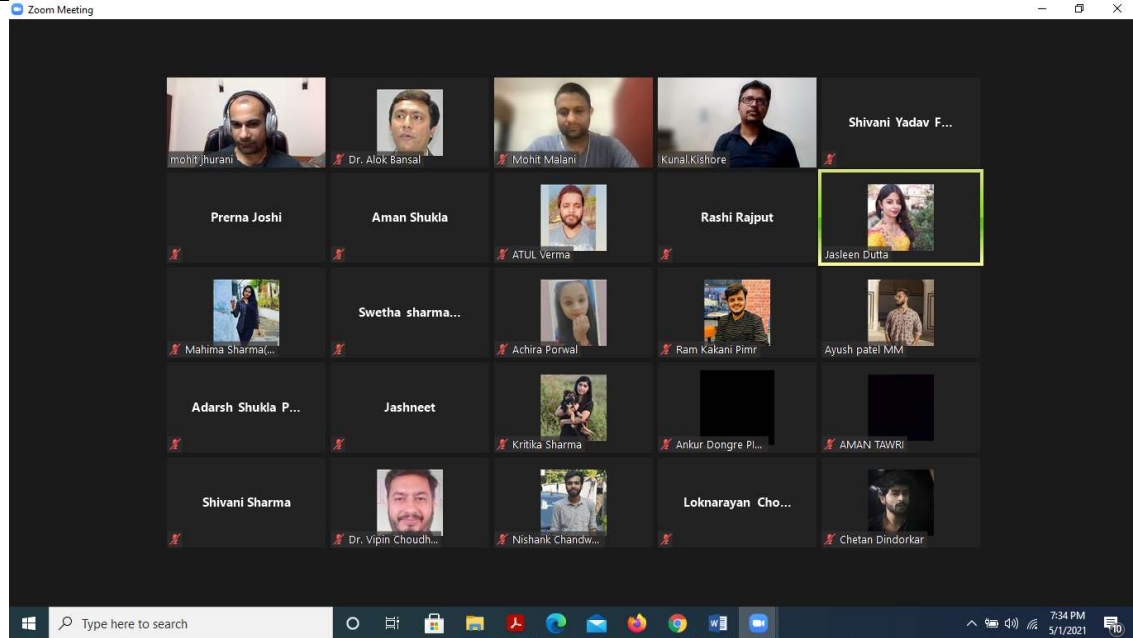 Zoom Meeting
mohit jhurani
Dr. Alok Bansal
Mohit Malani
Kunal.Kishore
Shivani Yadav F...
Prerna Joshi
Aman Shukla
ATUL Verma
Rashi Rajput
Jasleen Dutta
Mahima Sharma(...
Swetha sharma...
Achira Porwal
Ram Kakani Pimr
Ayush patel MM
Adarsh Shukla P...
Jashneet
Kritika Sharma
Ankur Dongre PI...
AMAN TAWRI
Shivani Sharma
Dr. Vipin Choudh...
Nishank Chandw...
Loknarayan Cho...
Chetan Dindorkar
Type here to search
7:34 PM
5/1/2021
10